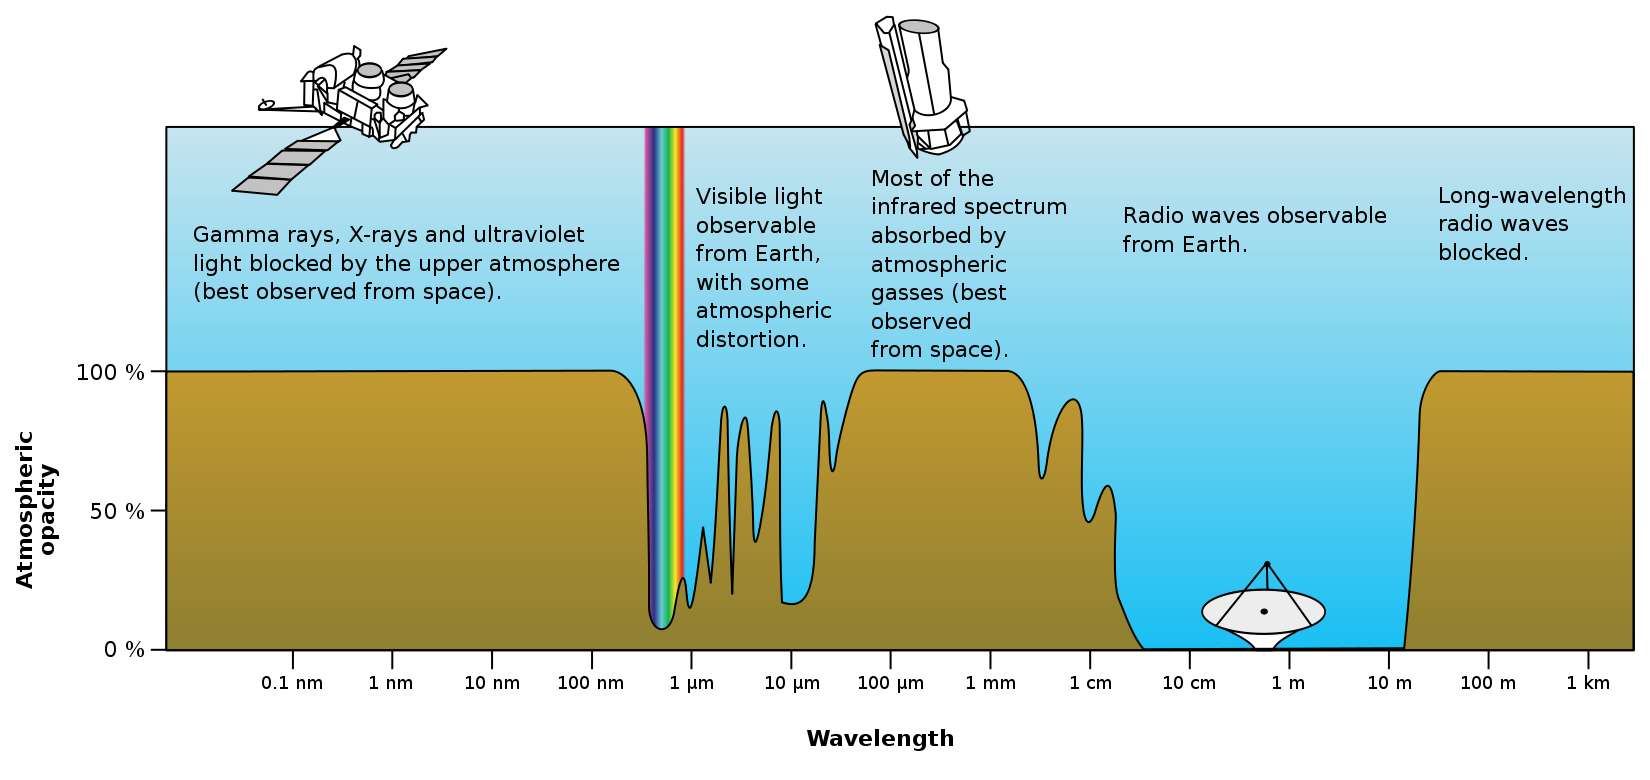 Gamma rays, X-rays and ultraviolet
light blocked by the upper atmosphere
(best observed from space).
Visible light
observable
from Earth,
with some
atmospheric
distortion.
Most of the
infrared spectrum
absorbed by
atmospheric
gasses (best
observed
from space).
Radio waves observable
from Earth.
Long-wavelength
radio waves
blocked.
Atmospheric
opacity
100 %
50 %
0 %
0.1 nm
1 nm
10 nm
100 nm
1 µm
10 µm
100 µm
1 mm
1 cm
10 cm
1 m
10 m
100 m
1 km
Wavelength